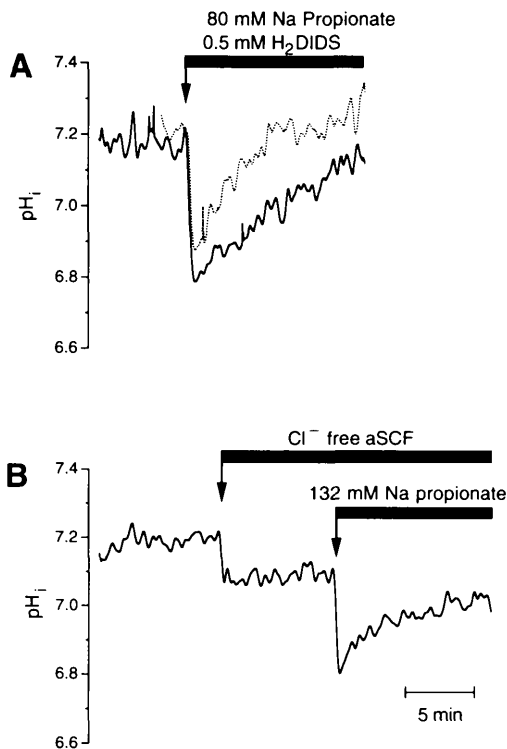 80 mM Na Propionate
0.5 mM H₂DIDS
A
7.4
7.2
7.0
6.8
6.6
pHi
Cl⁻ free aSCF
B
132 mM Na propionate
7.4
7.2
7.0
6.8
6.6
pHi
5 min